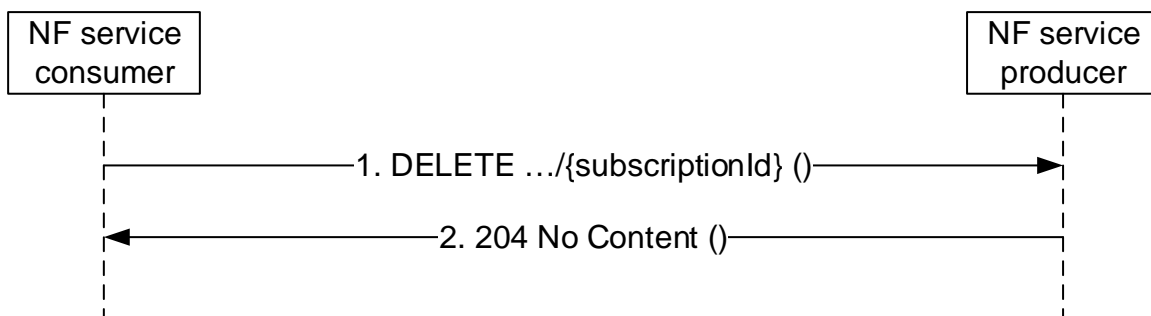 NF service
consumer
NF service
producer
1. DELETE …/{subscriptionId} ()
2. 204 No Content ()